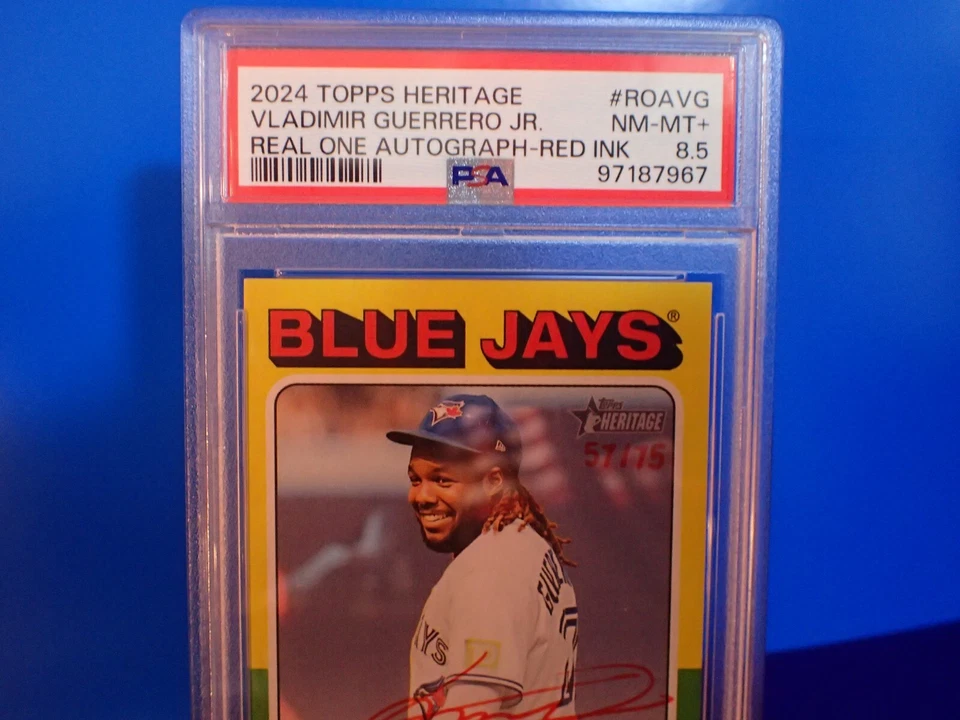 2024 TOPPS HERITAGE #ROAVG
VLADIMIR GUERRERO JR. NM-MT+
REAL ONE AUTOGRAPH-RED INK 8.5
PSA 97187967
BLUE JAYS®
Topps
HERITAGE
57/75